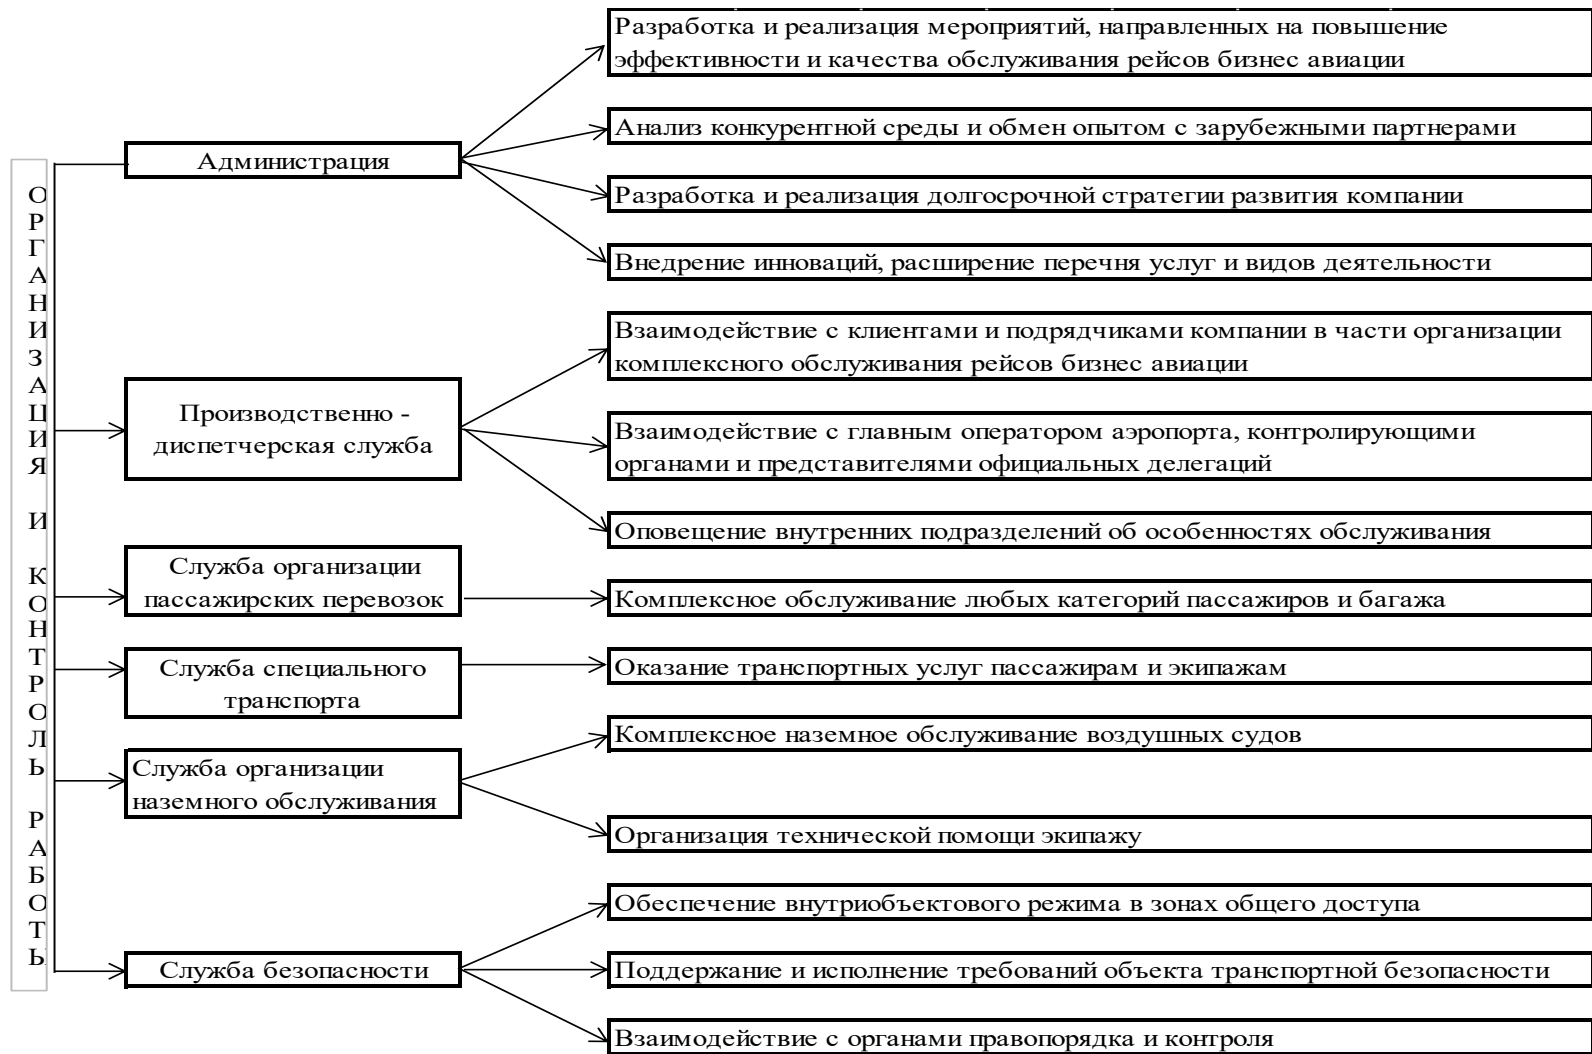 ОРГАНИЗАЦИЯ И КОНТРОЛЬ РАБОТЫ
Администрация
Разработка и реализация мероприятий, направленных на повышение
эффективности и качества обслуживания рейсов бизнес авиации
Анализ конкурентной среды и обмен опытом с зарубежными партнерами
Разработка и реализация долгосрочной стратегии развития компании
Внедрение инноваций, расширение перечня услуг и видов деятельности
Производственно -
диспетчерская служба
Взаимодействие с клиентами и подрядчиками компании в части организации
комплексного обслуживания рейсов бизнес авиации
Взаимодействие с главным оператором аэропорта, контролирующими
органами и представителями официальных делегаций
Оповещение внутренних подразделений об особенностях обслуживания
Служба организации
пассажирских перевозок
Комплексное обслуживание любых категорий пассажиров и багажа
Служба специального
транспорта
Оказание транспортных услуг пассажирам и экипажам
Служба организации
наземного обслуживания
Комплексное наземное обслуживание воздушных судов
Организация технической помощи экипажу
Служба безопасности
Обеспечение внутриобъектового режима в зонах общего доступа
Поддержание и исполнение требований объекта транспортной безопасности
Взаимодействие с органами правопорядка и контроля